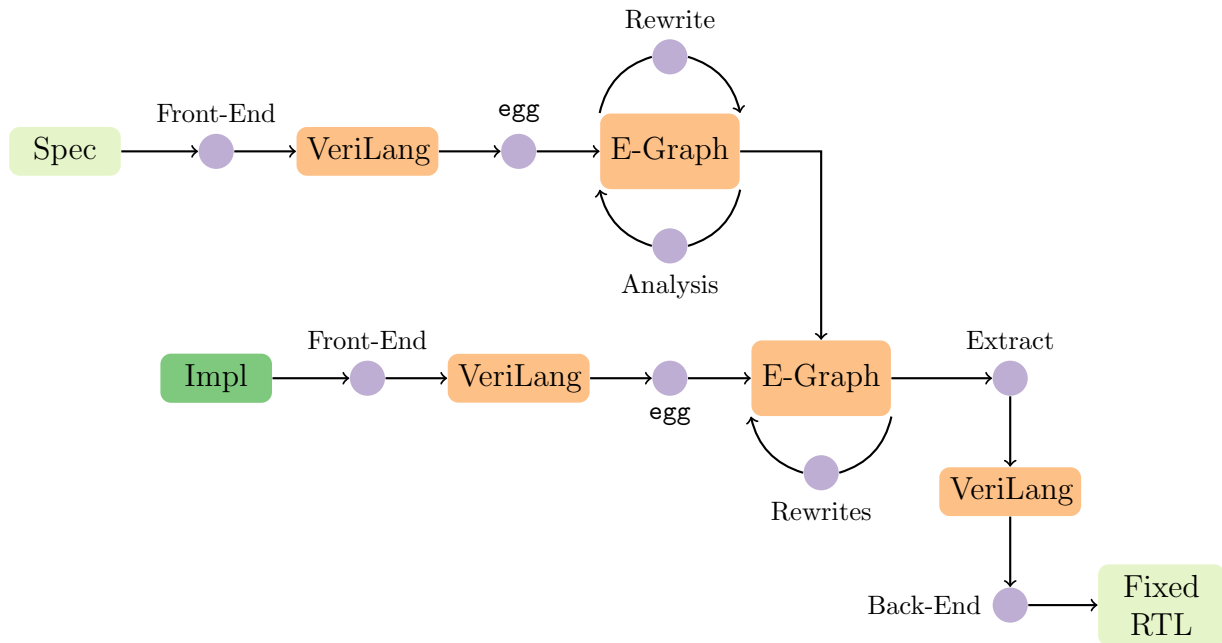 Rewrite
Front-End
egg
Spec
VeriLang
E-Graph
Analysis
Front-End
Extract
Impl
VeriLang
E-Graph
egg
VeriLang
Rewrites
Back-End
Fixed
RTL